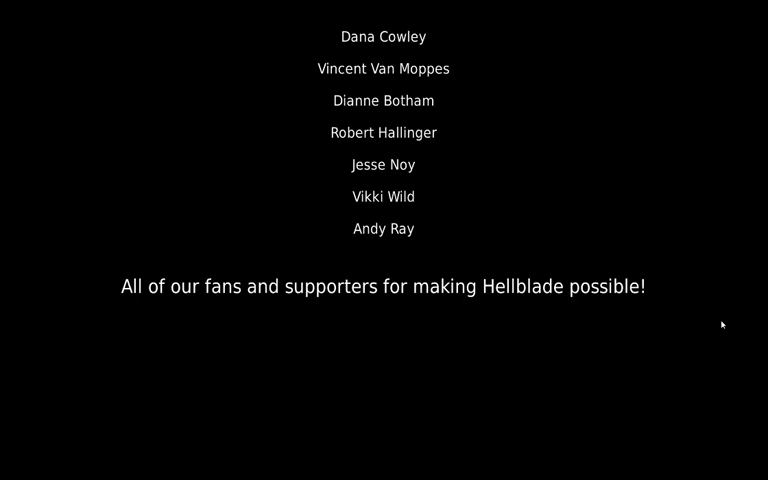 Dana Cowley
Vincent Van Moppes
Dianne Botham
Robert Hallinger
Jesse Noy
Vikki Wild
Andy Ray
All of our fans and supporters for making Hellblade possible!